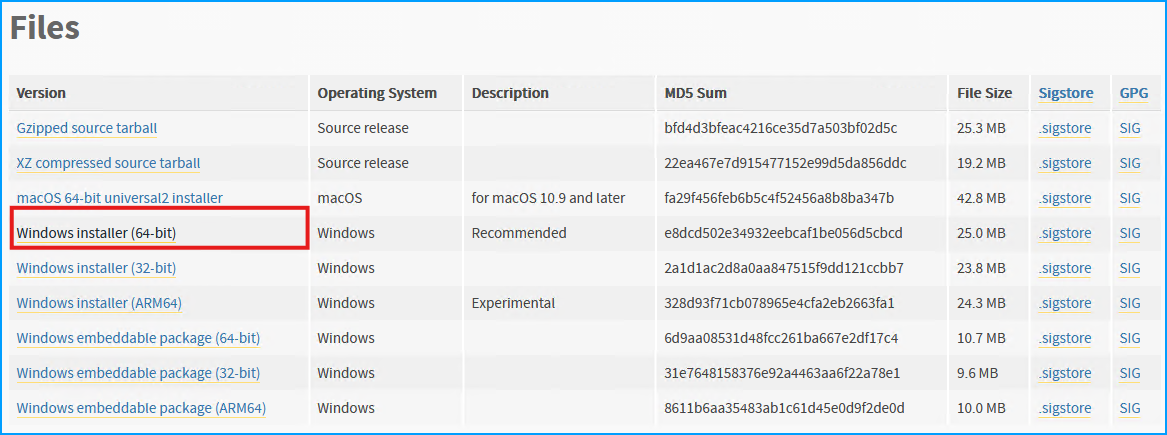 Files
Version Operating System Description MD5 Sum File Size Sigstore GPG
Gzipped source tarball Source release bfd4d3bfeac4216ce35d7a503bf02d5c 25.3 MB .sigstore SIG
XZ compressed source tarball Source release 22ea467e7d915477152e99d5da856ddc 19.2 MB .sigstore SIG
macOS 64-bit universal2 installer macOS for macOS 10.9 and later fa29f456feb6b5c4f52456a8b8ba347b 42.8 MB .sigstore SIG
Windows installer (64-bit) Windows Recommended e8dcd502e34932eebcaf1be056d5cbcd 25.0 MB .sigstore SIG
Windows installer (32-bit) Windows 2a1d1ac2d8a0aa847515f9dd121ccbb7 23.8 MB .sigstore SIG
Windows installer (ARM64) Windows Experimental 328d93f71cb078965e4cfa2eb2663fa1 24.3 MB .sigstore SIG
Windows embeddable package (64-bit) Windows 6d9aa08531d48fcc261ba667e2df17c4 10.7 MB .sigstore SIG
Windows embeddable package (32-bit) Windows 31e7648158376e92a4463aa6f22a78e1 9.6 MB .sigstore SIG
Windows embeddable package (ARM64) Windows 8611b6aa35483ab1c61d45e0d9f2de0d 10.0 MB .sigstore SIG